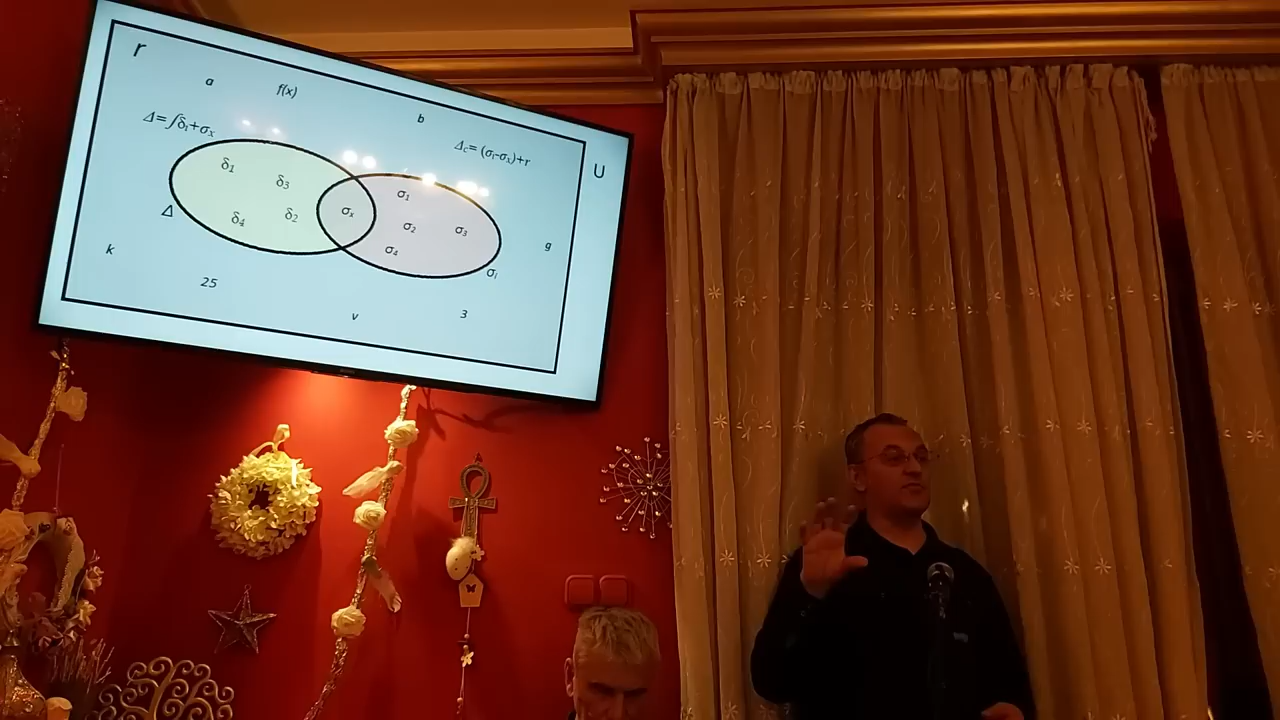 r
a
f(x)
b
Δ=∫δᵢ+σₓ
Δc= (σᵢ-σₓ)+r
U
δ₁
δ₃
σ₁
Δ
δ₄
δ₂
σₓ
σ₂
σ₃
σ₄
k
g
σᵢ
25
v
3